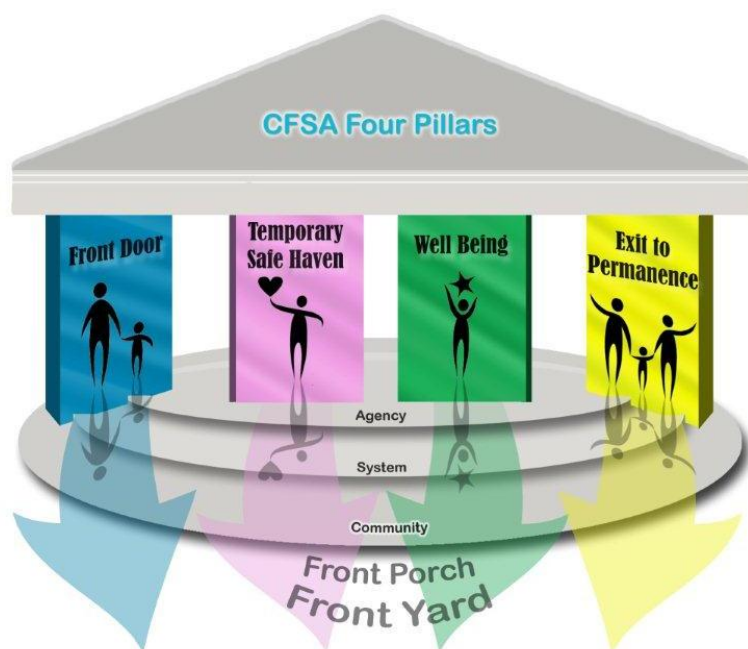 CFSA Four Pillars
Front Door
Temporary
Safe Haven
Well Being
Exit to
Permanence
Agency
System
Community
Front Porch
Front Yard